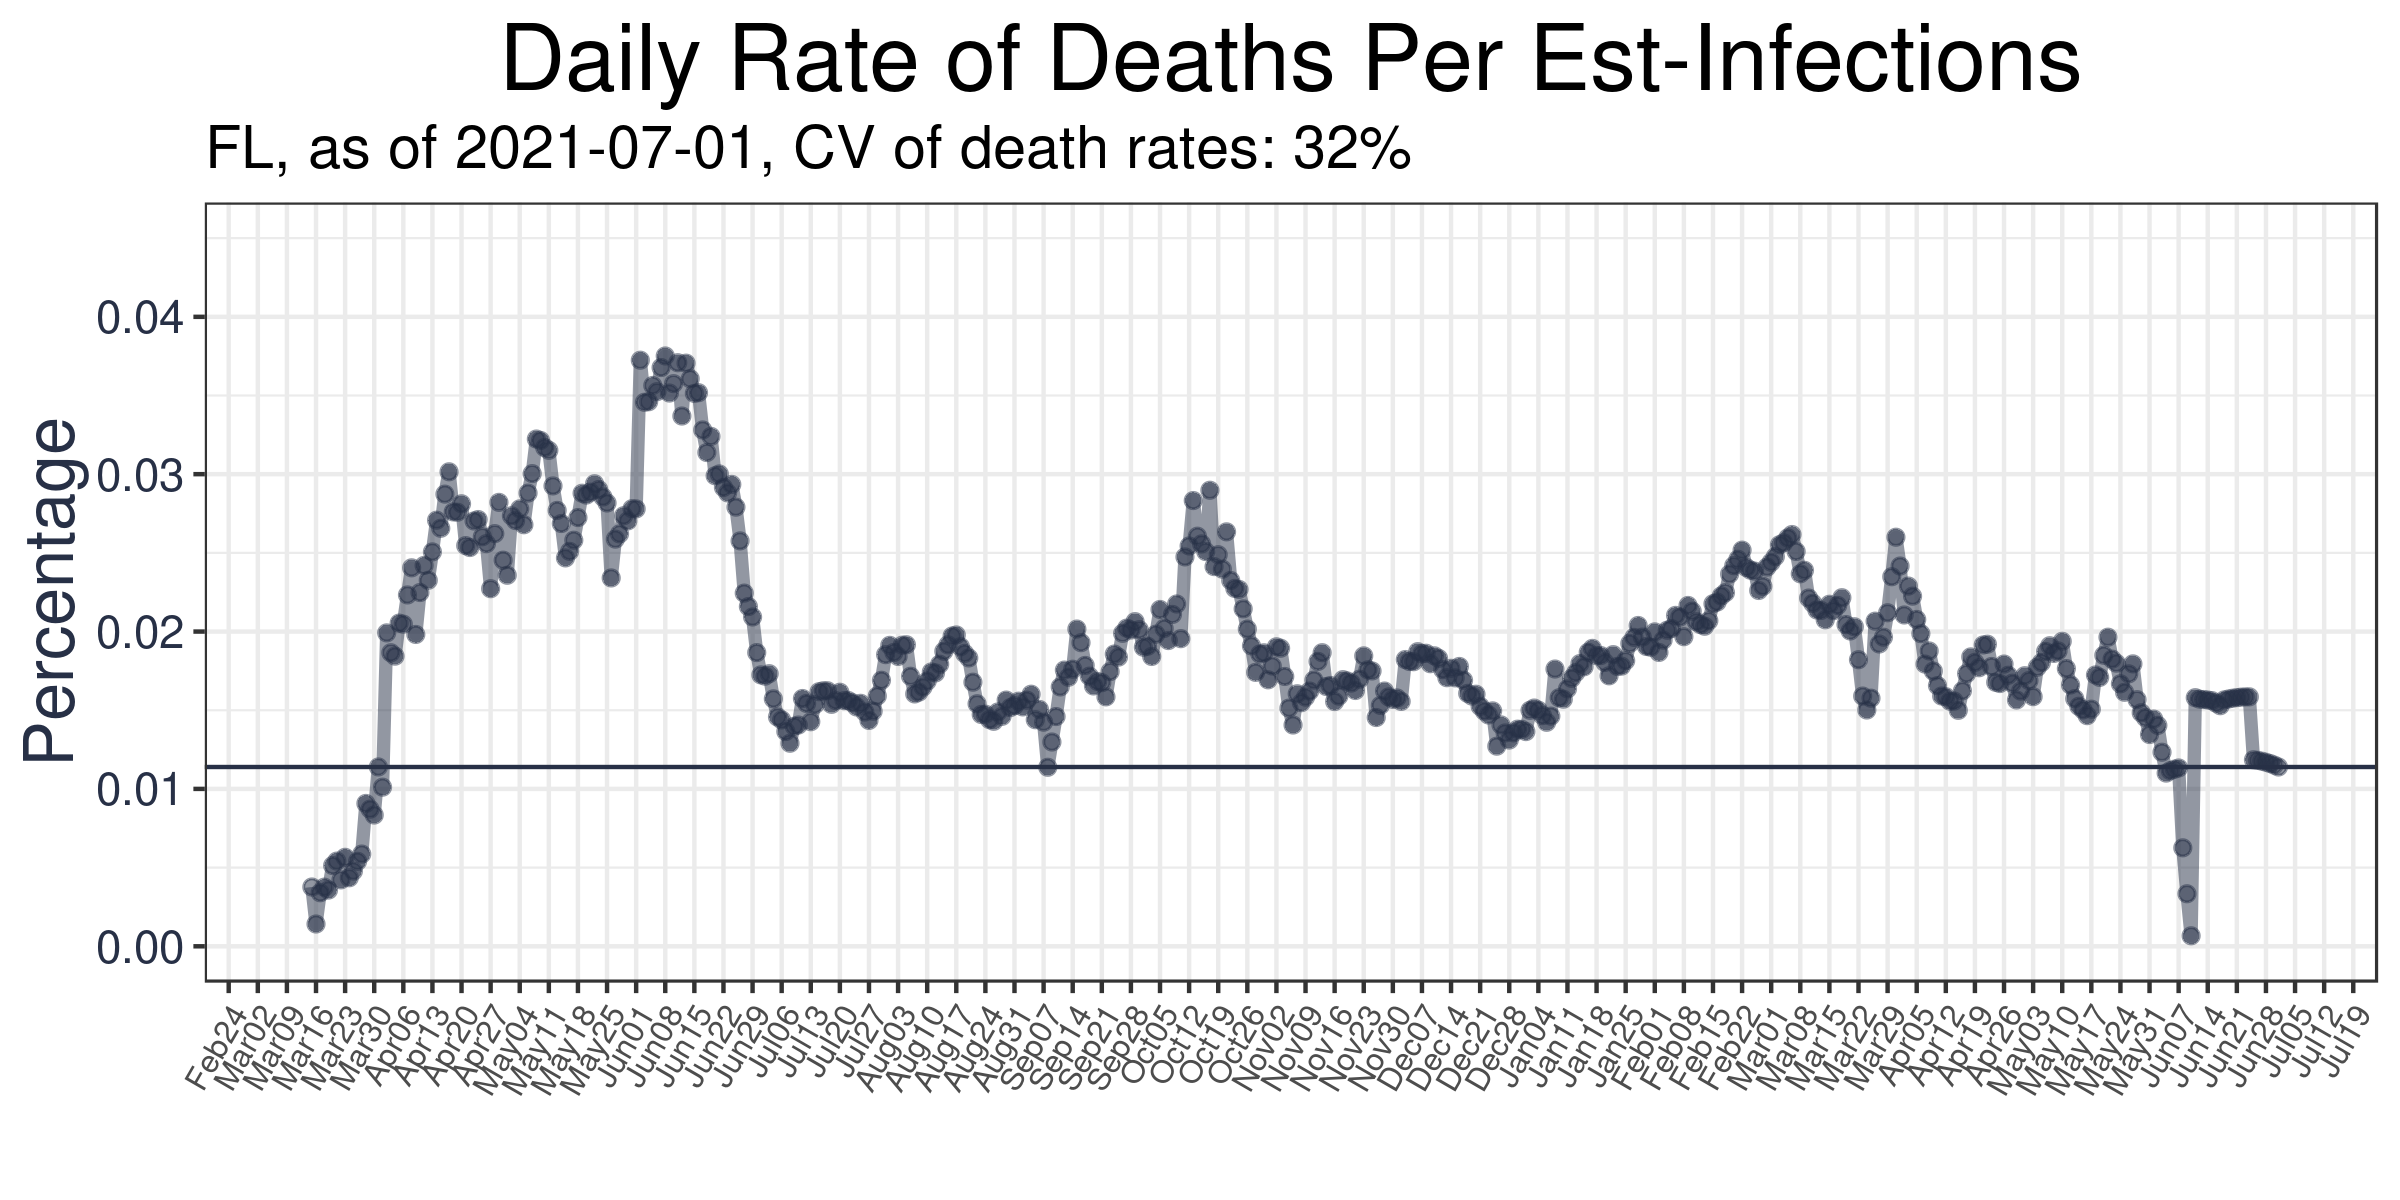 Daily Rate of Deaths Per Est-Infections
FL, as of 2021-07-01, CV of death rates: 32%
Percentage
0.04
0.03
0.02
0.01
0.00
Feb24
Mar02
Mar09
Mar16
Mar23
Mar30
Apr06
Apr13
Apr20
Apr27
May04
May11
May18
May25
Jun01
Jun08
Jun15
Jun22
Jun29
Jul06
Jul13
Jul20
Jul27
Aug03
Aug10
Aug17
Aug24
Aug31
Sep07
Sep14
Sep21
Sep28
Oct05
Oct12
Oct19
Oct26
Nov02
Nov09
Nov16
Nov23
Nov30
Dec07
Dec14
Dec21
Dec28
Jan04
Jan11
Jan18
Jan25
Feb01
Feb08
Feb15
Feb22
Mar01
Mar08
Mar15
Mar22
Mar29
Apr05
Apr12
Apr19
Apr26
May03
May10
May17
May24
May31
Jun07
Jun14
Jun21
Jun28
Jul05
Jul12
Jul19